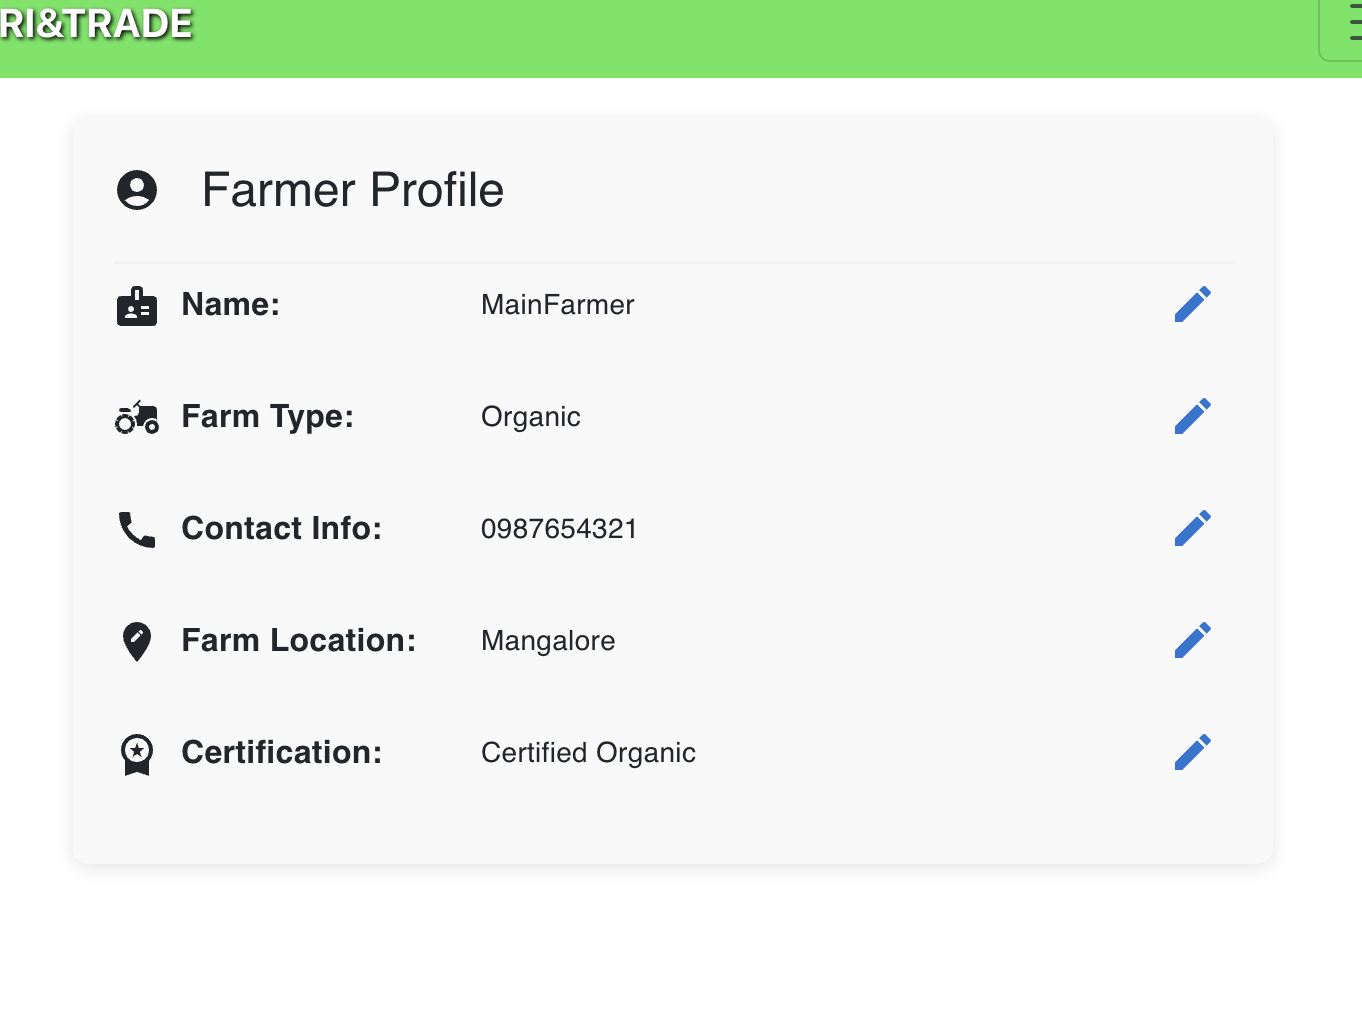 RI&TRADE
Farmer Profile
Name: MainFarmer
Farm Type: Organic
Contact Info: 0987654321
Farm Location: Mangalore
Certification: Certified Organic